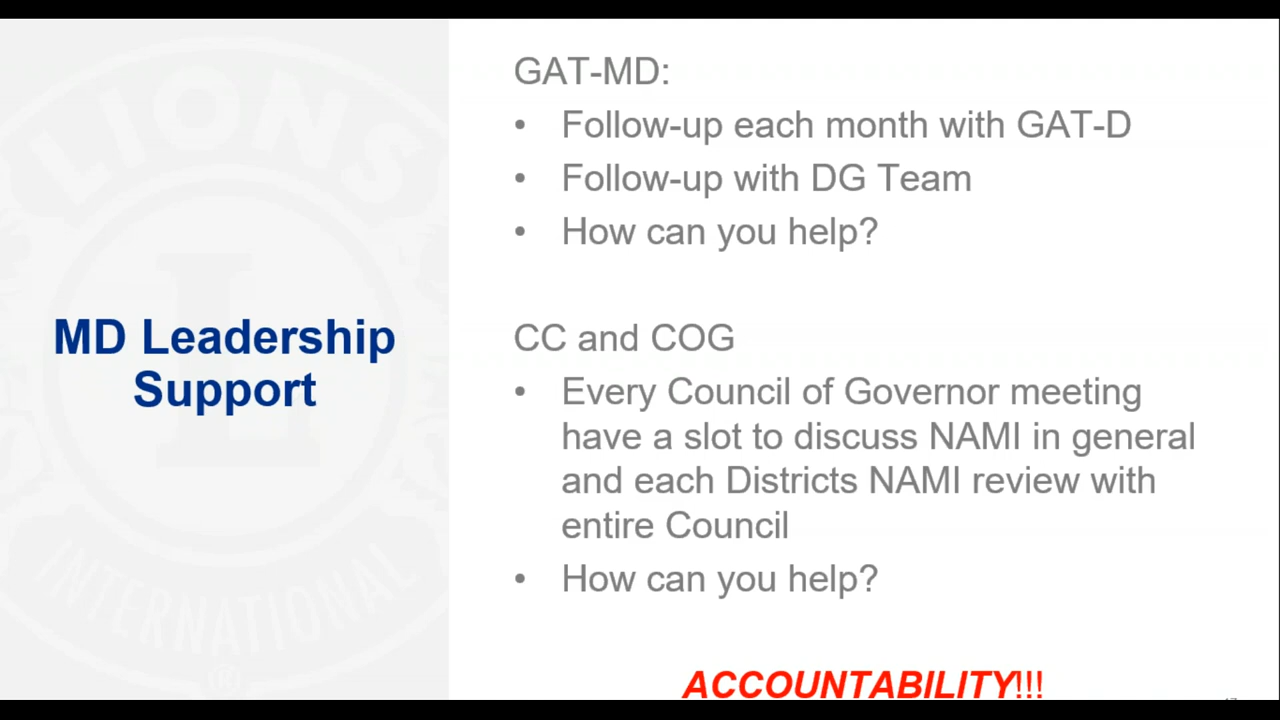 LIONS
L
INTERNATIONAL
®
MD Leadership
Support
GAT-MD:
• Follow-up each month with GAT-D
• Follow-up with DG Team
• How can you help?
CC and COG
• Every Council of Governor meeting
have a slot to discuss NAMI in general
and each Districts NAMI review with
entire Council
• How can you help?
ACCOUNTABILITY!!!